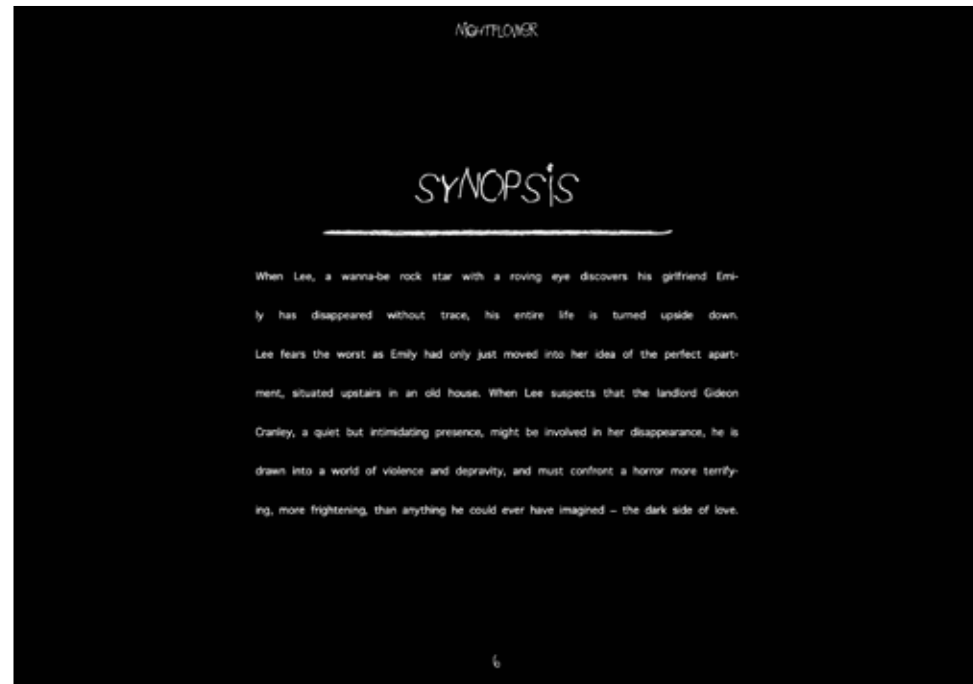 NIGHTFLOWER
SYNOPSIS
When Lee, a wanna-be rock star with a roving eye discovers his girlfriend Emi-
ly has disappeared without trace, his entire life is turned upside down.
Lee fears the worst as Emily had only just moved into her idea of the perfect apart-
ment, situated upstairs in an old house. When Lee suspects that the landlord Gideon
Cranley, a quiet but intimidating presence, might be involved in her disappearance, he is
drawn into a world of violence and depravity, and must confront a horror more terrify-
ing, more frightening, than anything he could ever have imagined – the dark side of love.
6